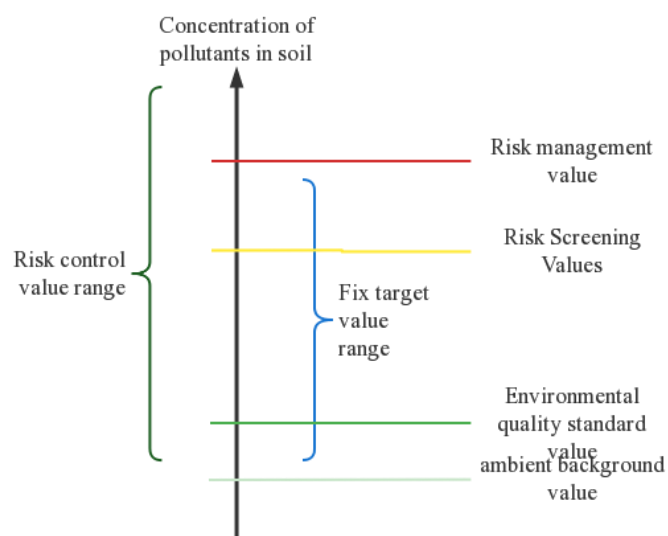 Concentration of
pollutants in soil
Risk management
value
Risk Screening
Values
Risk control
value range
Fix target
value
range
Environmental
quality standard
value
ambient background
value